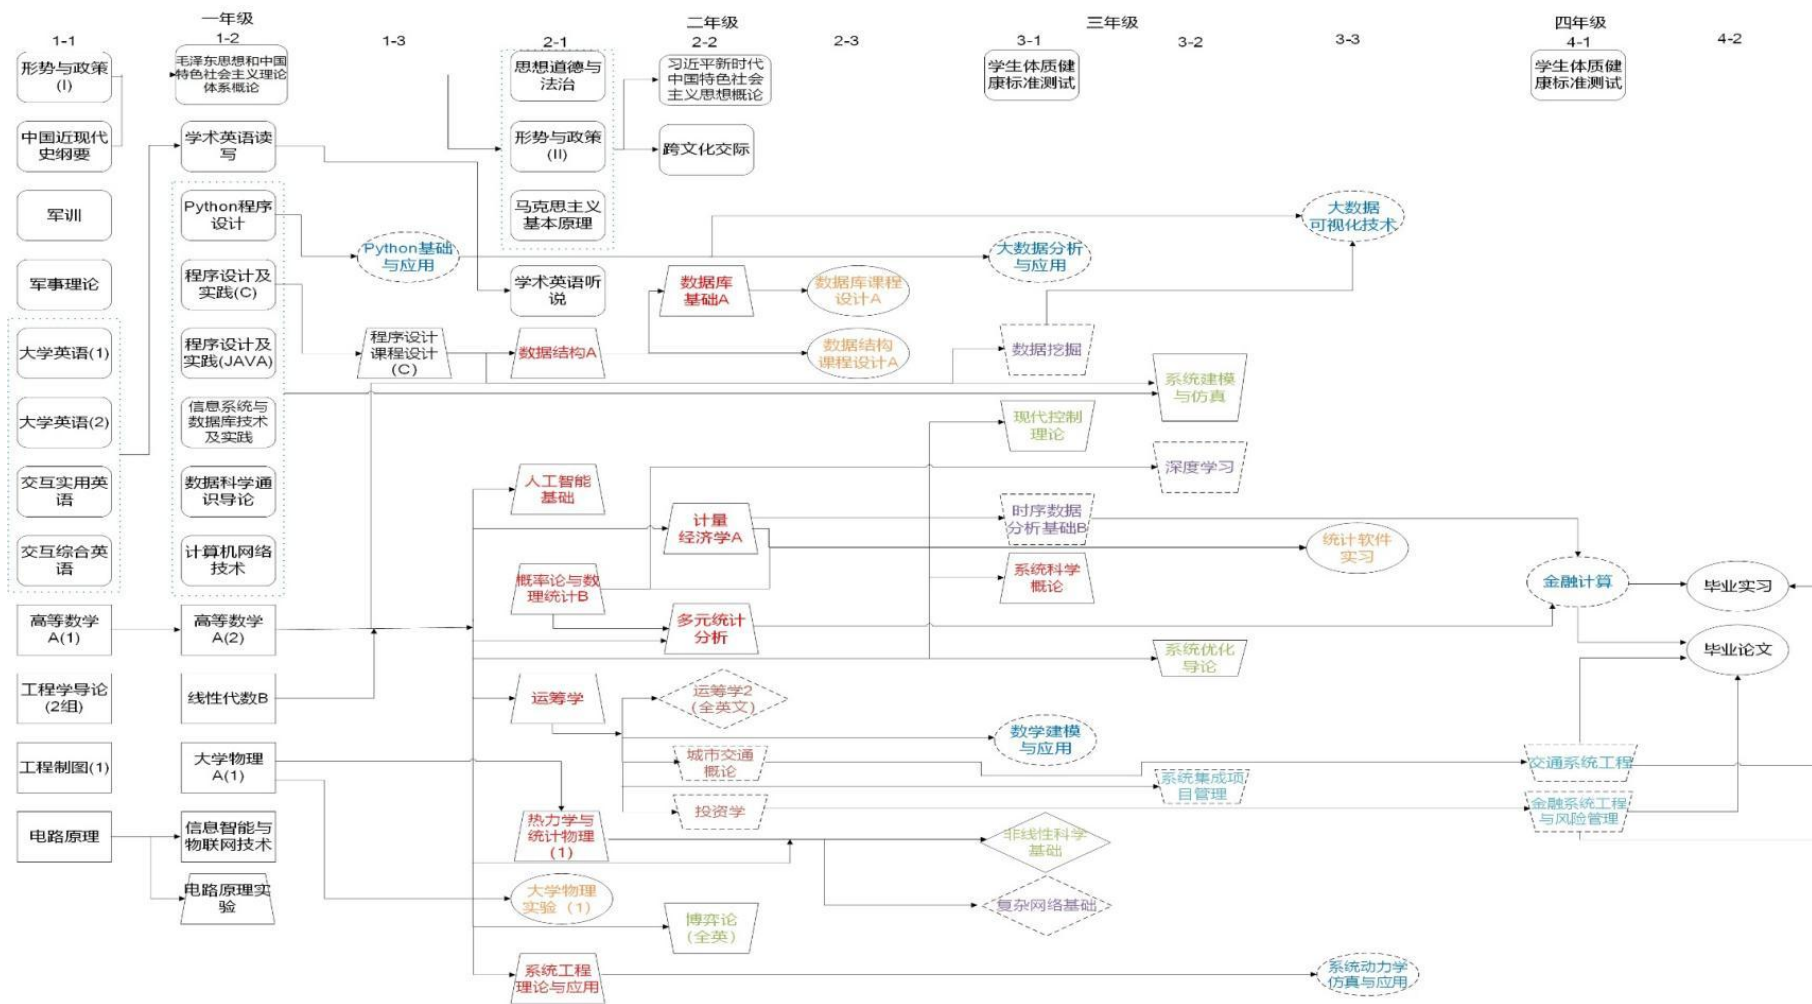 一年级
二年级
三年级
四年级
1-1
1-2
1-3
2-1
2-2
2-3
3-1
3-2
3-3
4-1
4-2
形势与政策
(I)
中国近现代
史纲要
军训
军事理论
大学英语(1)
大学英语(2)
交互实用英
语
交互综合英
语
高等数学
A(1)
工程学导论
(2组)
工程制图(1)
电路原理
毛泽东思想和中国
特色社会主义理论
体系概论
学术英语读
写
Python程序
设计
程序设计及
实践(C)
程序设计及
实践(JAVA)
信息系统与
数据库技术
及实践
数据科学通
识导论
计算机网络
技术
高等数学
A(2)
线性代数B
大学物理
A(1)
信息智能与
物联网技术
电路原理实
验
Python基础
与应用
程序设计
课程设计
(C)
思想道德与
法治
形势与政策
(II)
马克思主义
基本原理
学术英语听
说
数据结构A
人工智能
基础
概率论与数
理统计B
运筹学
热力学与
统计物理
(1)
大学物理
实验（1）
系统工程
理论与应用
习近平新时代
中国特色社会
主义思想概论
跨文化交际
数据库
基础A
计量
经济学A
多元统计
分析
运筹学2
(全英文)
城市交通
概论
投资学
博弈论
(全英)
数据库课程
设计A
数据结构
课程设计A
学生体质健
康标准测试
大数据分析
与应用
数据挖掘
现代控制
理论
时序数据
分析基础B
系统科学
概论
数学建模
与应用
非线性科学
基础
复杂网络基础
系统建模
与仿真
深度学习
系统优化
导论
系统集成项
目管理
大数据
可视化技术
统计软件
实习
系统动力学
仿真与应用
学生体质健
康标准测试
金融计算
交通系统工程
金融系统工程
与风险管理
毕业实习
毕业论文